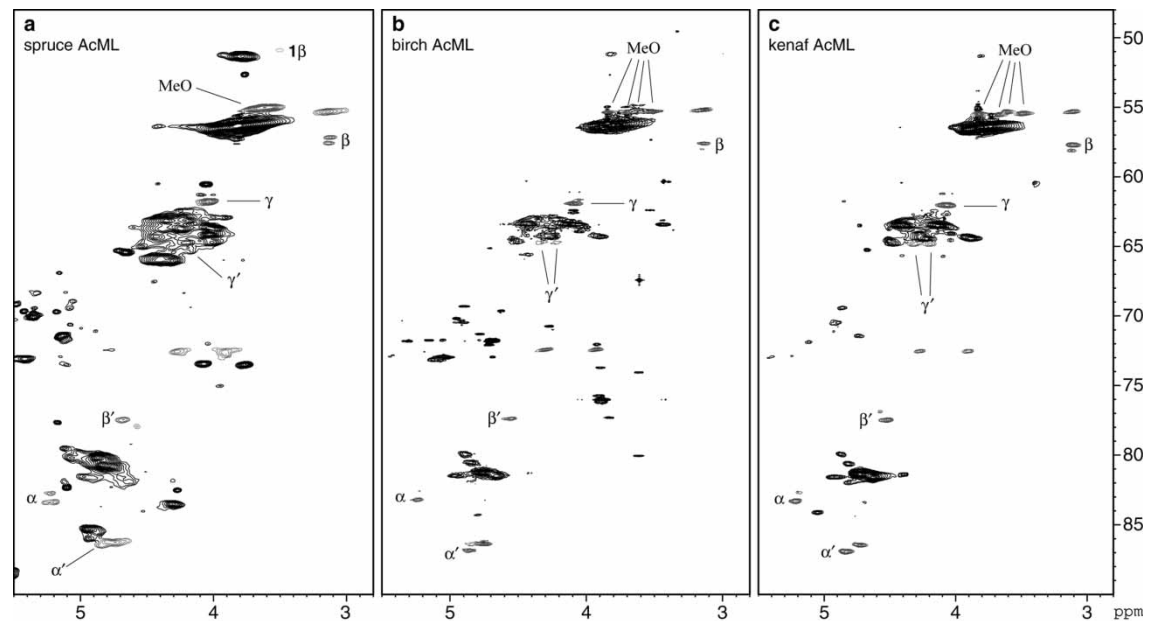 a
spruce AcML
1β
MeO
β
γ
γ′
β′
α
α′
5 4 3
b
birch AcML
MeO
β
γ
γ′
β′
α
α′
5 4 3
c
kenaf AcML
MeO
β
γ
γ′
β′
α
α′
5 4 3 ppm
50
55
60
65
70
75
80
85